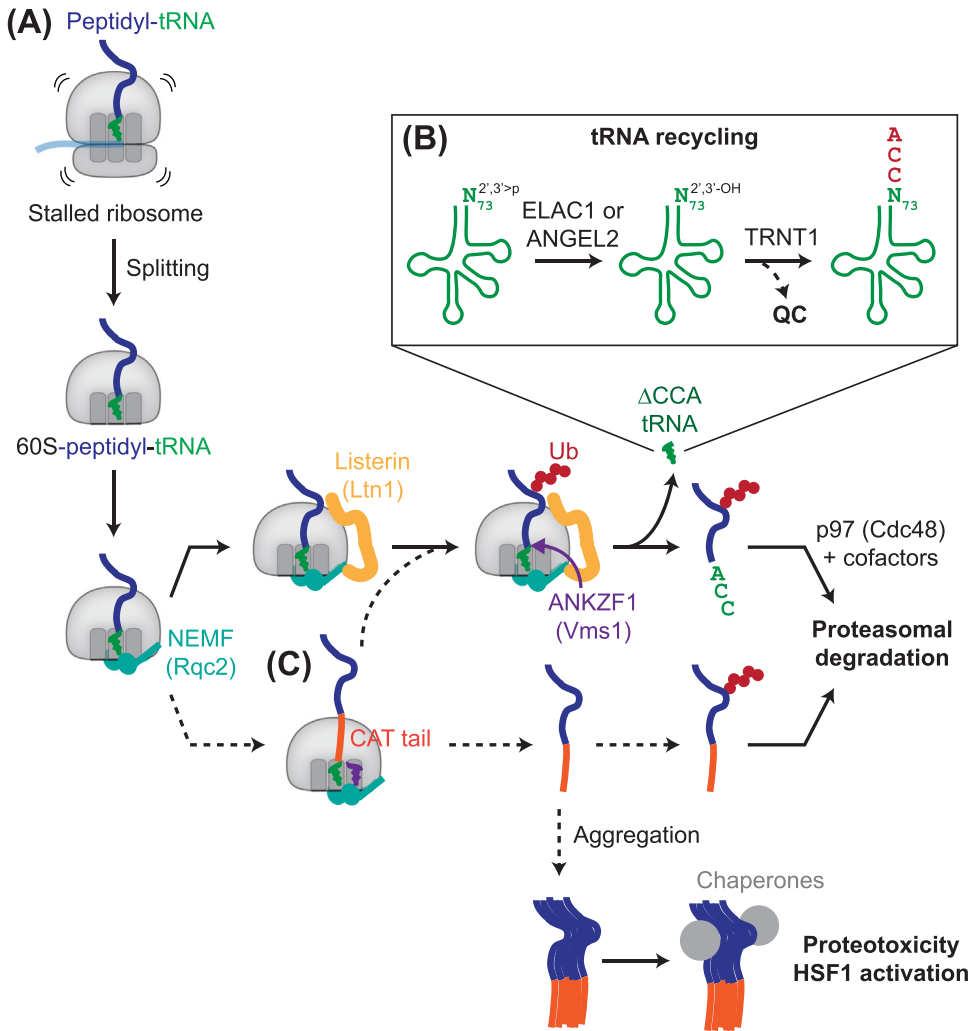 (A)
Peptidyl-tRNA
Stalled ribosome
Splitting
60S-peptidyl-tRNA
NEMF
(Rqc2)
(B)
tRNA recycling
N73 2',3'>p
ELAC1 or
ANGEL2
N73 2',3'-OH
TRNT1
QC
A
C
C
N73
ΔCCA
tRNA
Listerin
(Ltn1)
Ub
ANKZF1
(Vms1)
A
C
C
p97 (Cdc48)
+ cofactors
Proteasomal
degradation
(C)
CAT tail
Aggregation
Chaperones
Proteotoxicity
HSF1 activation